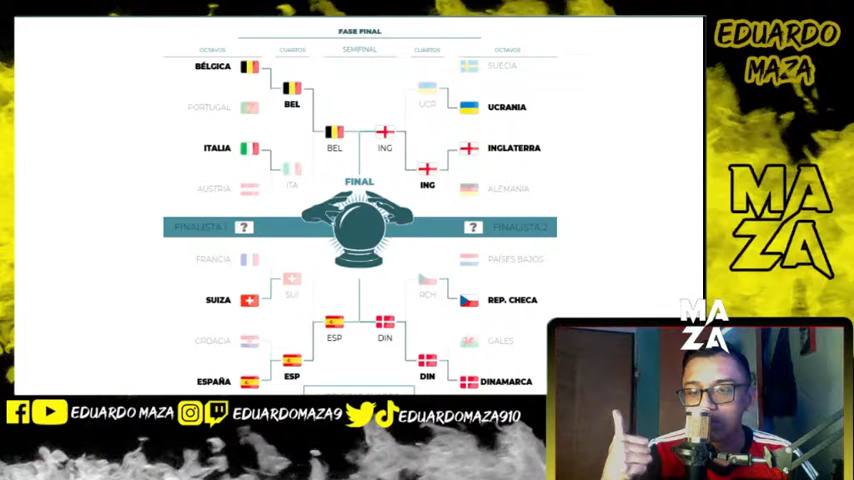 FASE FINAL
OCTAVOS CUARTOS SEMIFINAL CUARTOS OCTAVOS
BÉLGICA SUECIA
BEL UCR
PORTUGAL UCRANIA
ITALIA BEL ING INGLATERRA
ITA FINAL ING
AUSTRIA ALEMANIA
FINALISTA 1 ? ? FINALISTA 2
FRANCIA PAÍSES BAJOS
SUI RCH
SUIZA REP. CHECA
CROACIA ESP DIN GALES
ESP DIN
ESPAÑA DINAMARCA
EDUARDO
MAZA
MA
ZA
MA
ZA
EDUARDO MAZA EDUARDOMAZA9 EDUARDOMAZA910